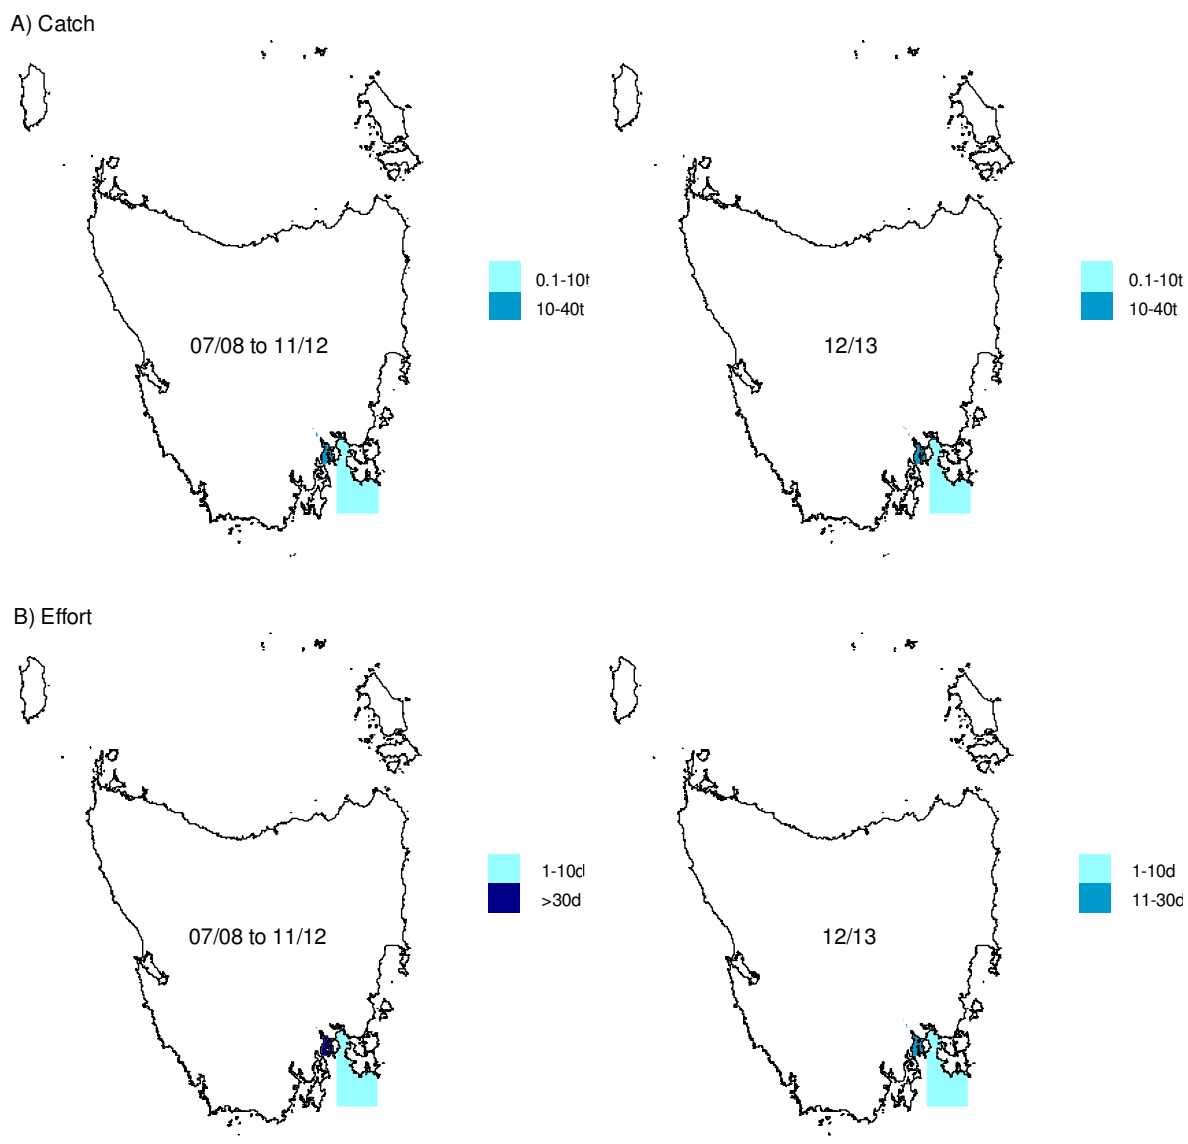 A) Catch
0.1-10t
10-40t
07/08 to 11/12
0.1-10t
10-40t
12/13
B) Effort
1-10d
>30d
07/08 to 11/12
1-10d
11-30d
12/13